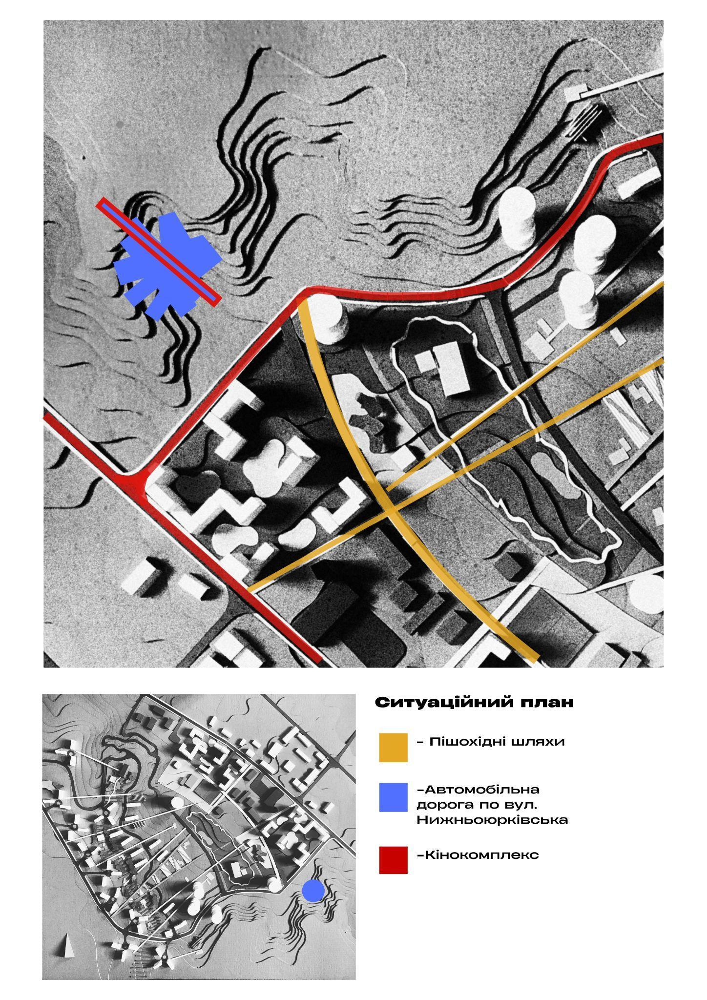 Ситуаційний план
- Пішохідні шляхи
-Автомобільна
дорога по вул.
Нижньоюрківська
-Кінокомплекс